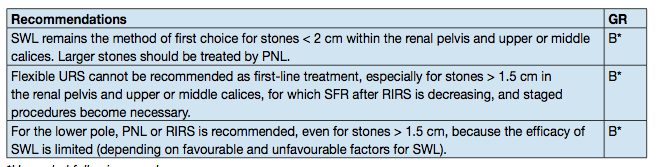 Recommendations GR
SWL remains the method of first choice for stones < 2 cm within the renal pelvis and upper or middle B*
calices. Larger stones should be treated by PNL.
Flexible URS cannot be recommended as first-line treatment, especially for stones > 1.5 cm in B*
the renal pelvis and upper or middle calices, for which SFR after RIRS is decreasing, and staged
procedures become necessary.
For the lower pole, PNL or RIRS is recommended, even for stones > 1.5 cm, because the efficacy of B*
SWL is limited (depending on favourable and unfavourable factors for SWL).